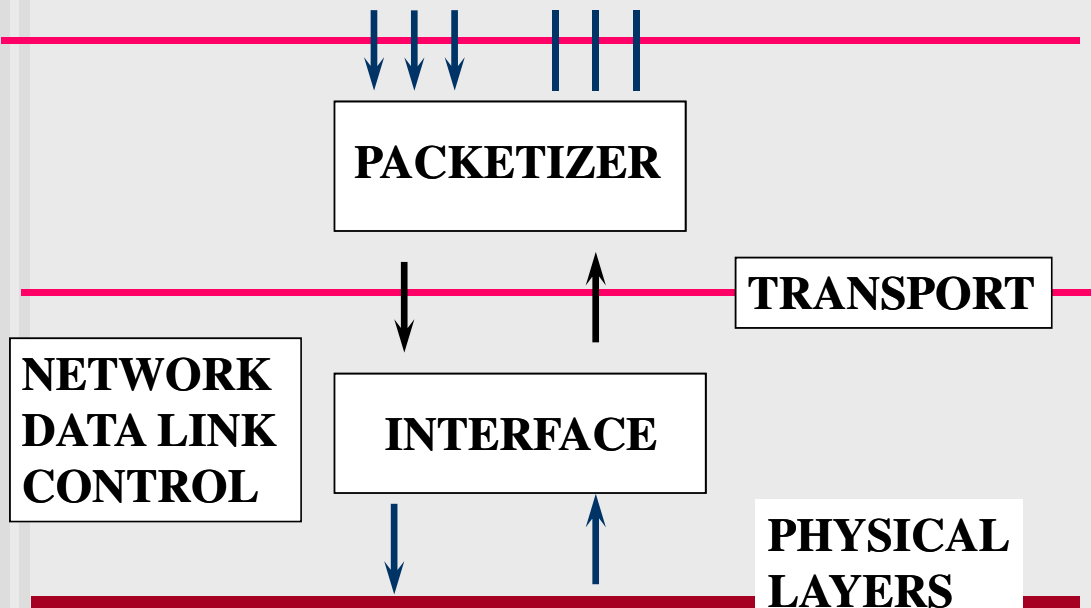 PACKETIZER
TRANSPORT
NETWORK
DATA LINK
CONTROL
INTERFACE
PHYSICAL
LAYERS